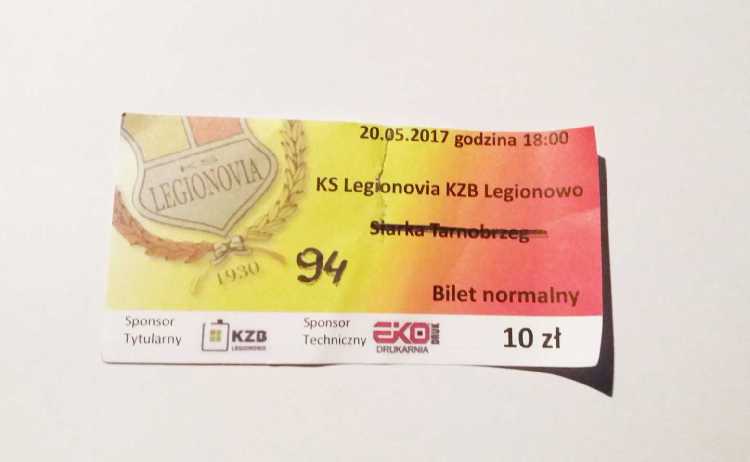 20.05.2017 godzina 18:00
KS
LEGIONOVIA
KS Legionovia KZB Legionowo
Siarka Tarnobrzeg
1930
94
Bilet normalny
Sponsor
Tytularny
KZB
LEGIONOWO
Sponsor
Techniczny
EKO
DRUK
DRUKARNIA
10 zł